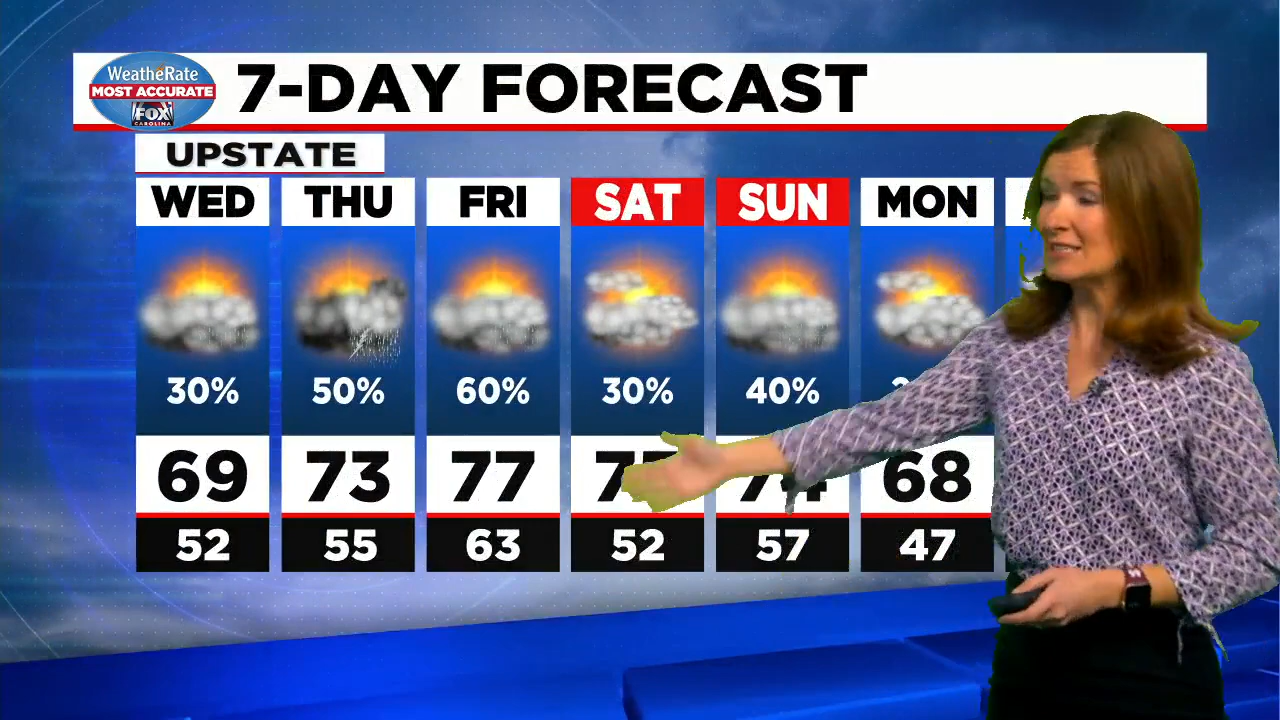 WeatheRate
MOST ACCURATE
FOX
CAROLINA
7-DAY FORECAST
UPSTATE
WED THU FRI SAT SUN MON
30% 50% 60% 30% 40%
69 73 77 68
52 55 63 52 57 47